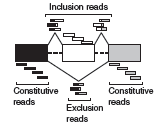 Inclusion reads
Constitutive
reads
Exclusion
reads
Constitutive
reads